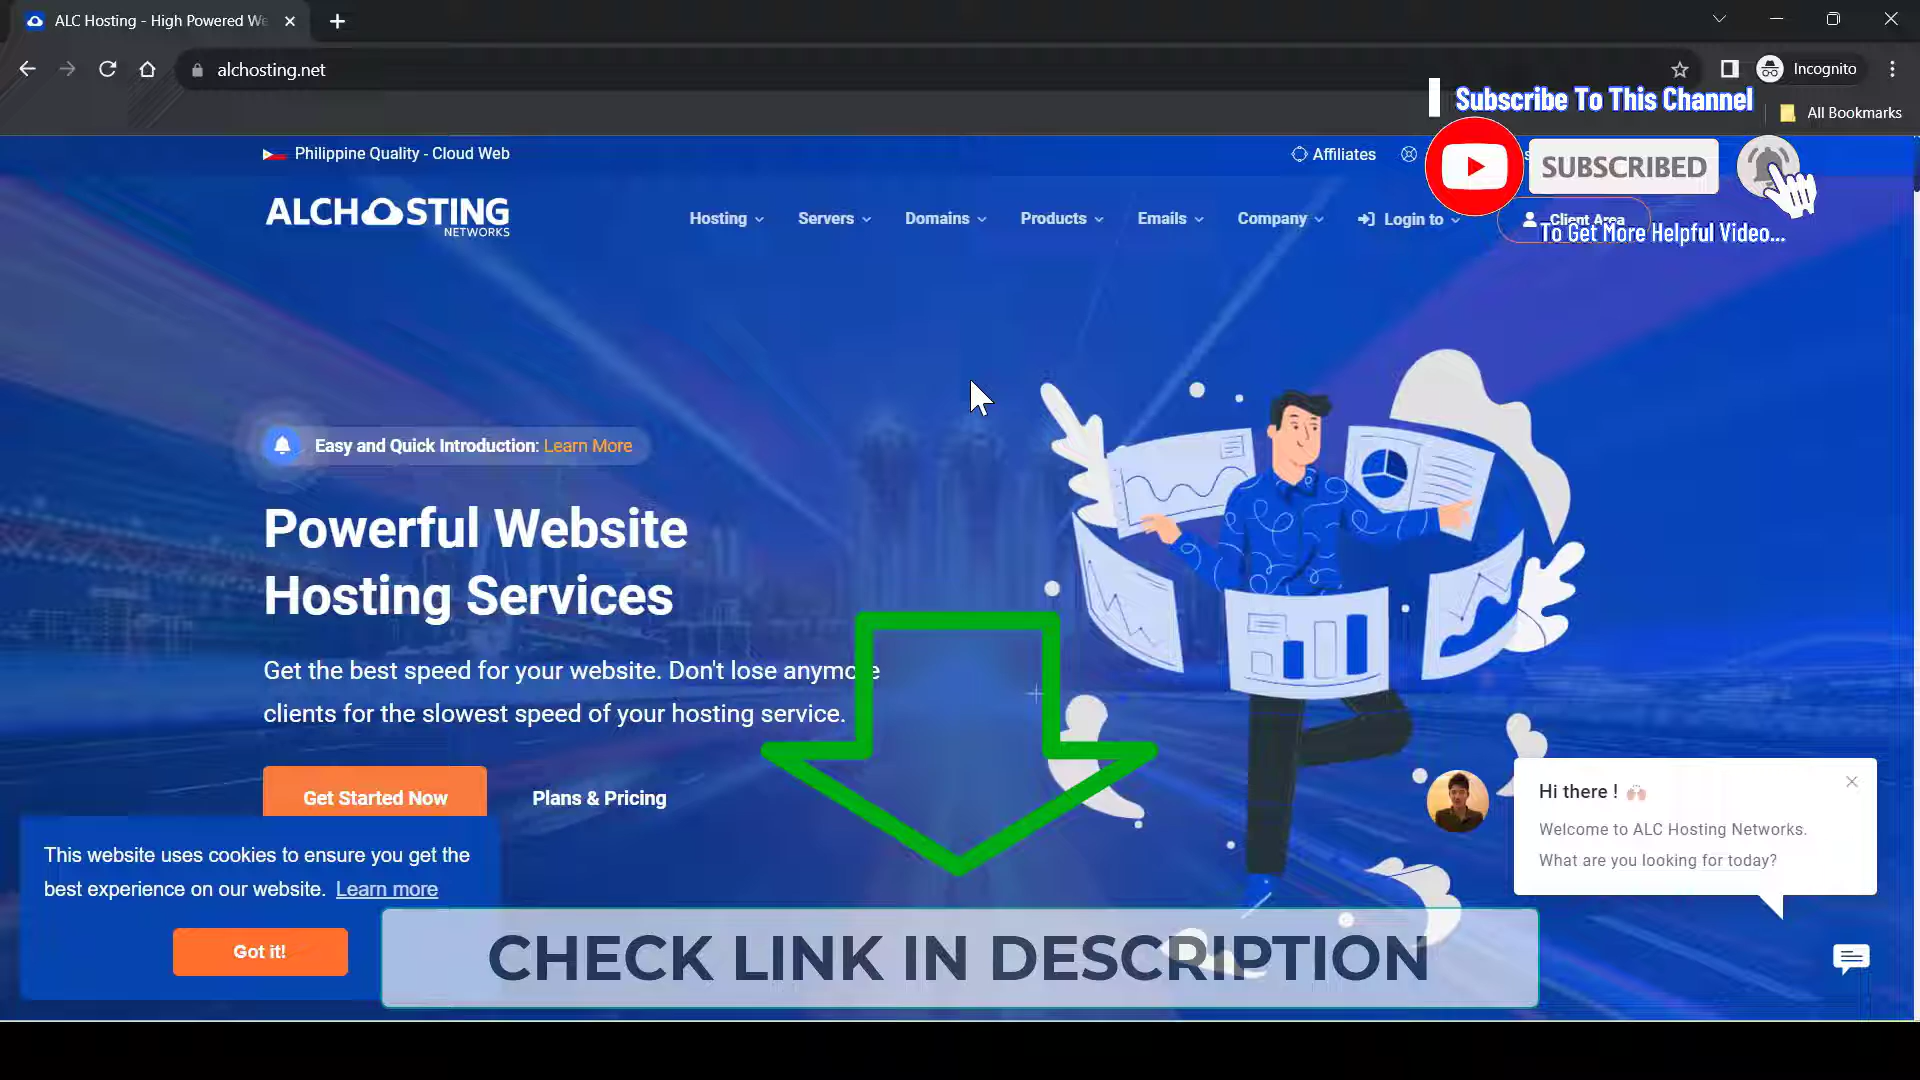 ALC Hosting - High Powered We
alchosting.net
Incognito
Subscribe To This Channel
All Bookmarks
Philippine Quality - Cloud Web
Affiliates
SUBSCRIBED
ALCHOSTING
NETWORKS
Hosting
Servers
Domains
Products
Emails
Company
Login to
Client Area
To Get More Helpful Video...
Easy and Quick Introduction: Learn More
Powerful Website
Hosting Services
Get the best speed for your website. Don't lose anymore
clients for the slowest speed of your hosting service.
Get Started Now
Plans & Pricing
Hi there !
Welcome to ALC Hosting Networks.
What are you looking for today?
This website uses cookies to ensure you get the
best experience on our website. Learn more
Got it!
CHECK LINK IN DESCRIPTION